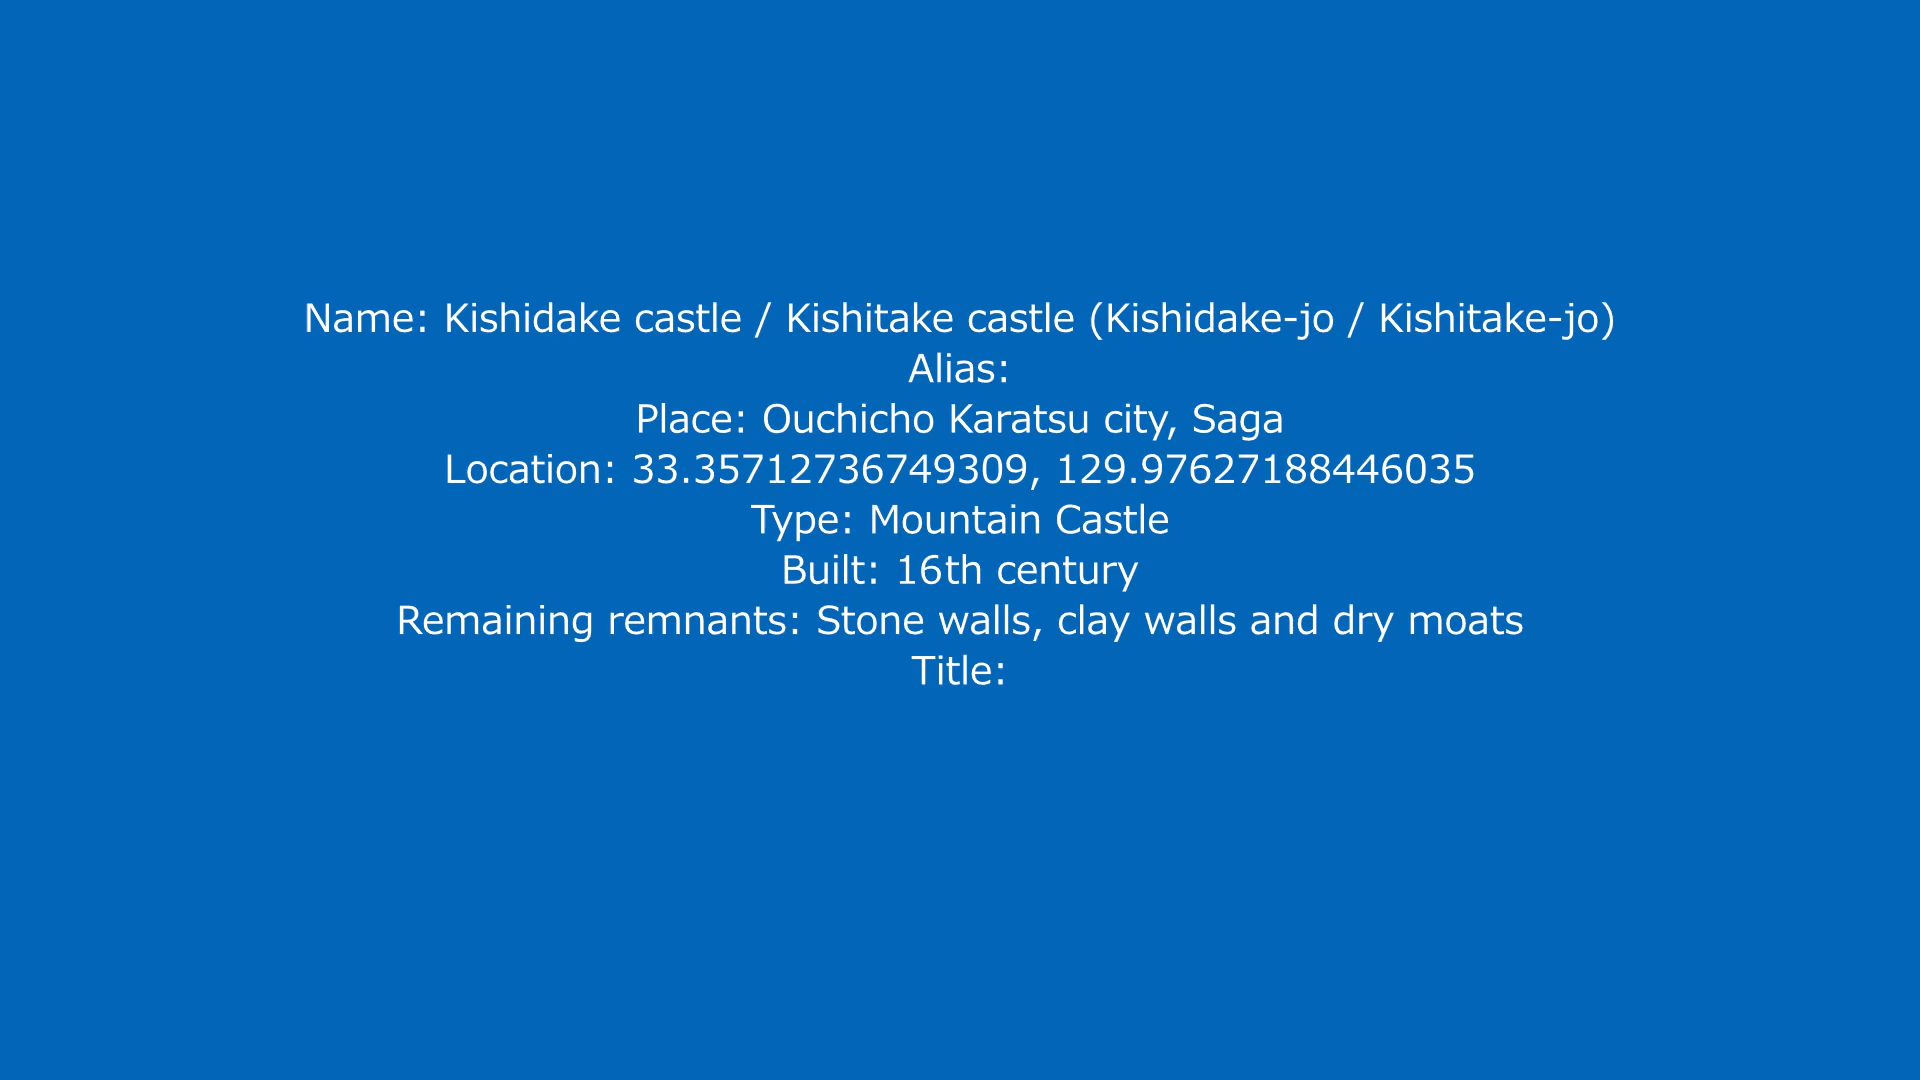 Name: Kishidake castle / Kishitake castle (Kishidake-jo / Kishitake-jo)
Alias:
Place: Ouchicho Karatsu city, Saga
Location: 33.35712736749309, 129.97627188446035
Type: Mountain Castle
Built: 16th century
Remaining remnants: Stone walls, clay walls and dry moats
Title: